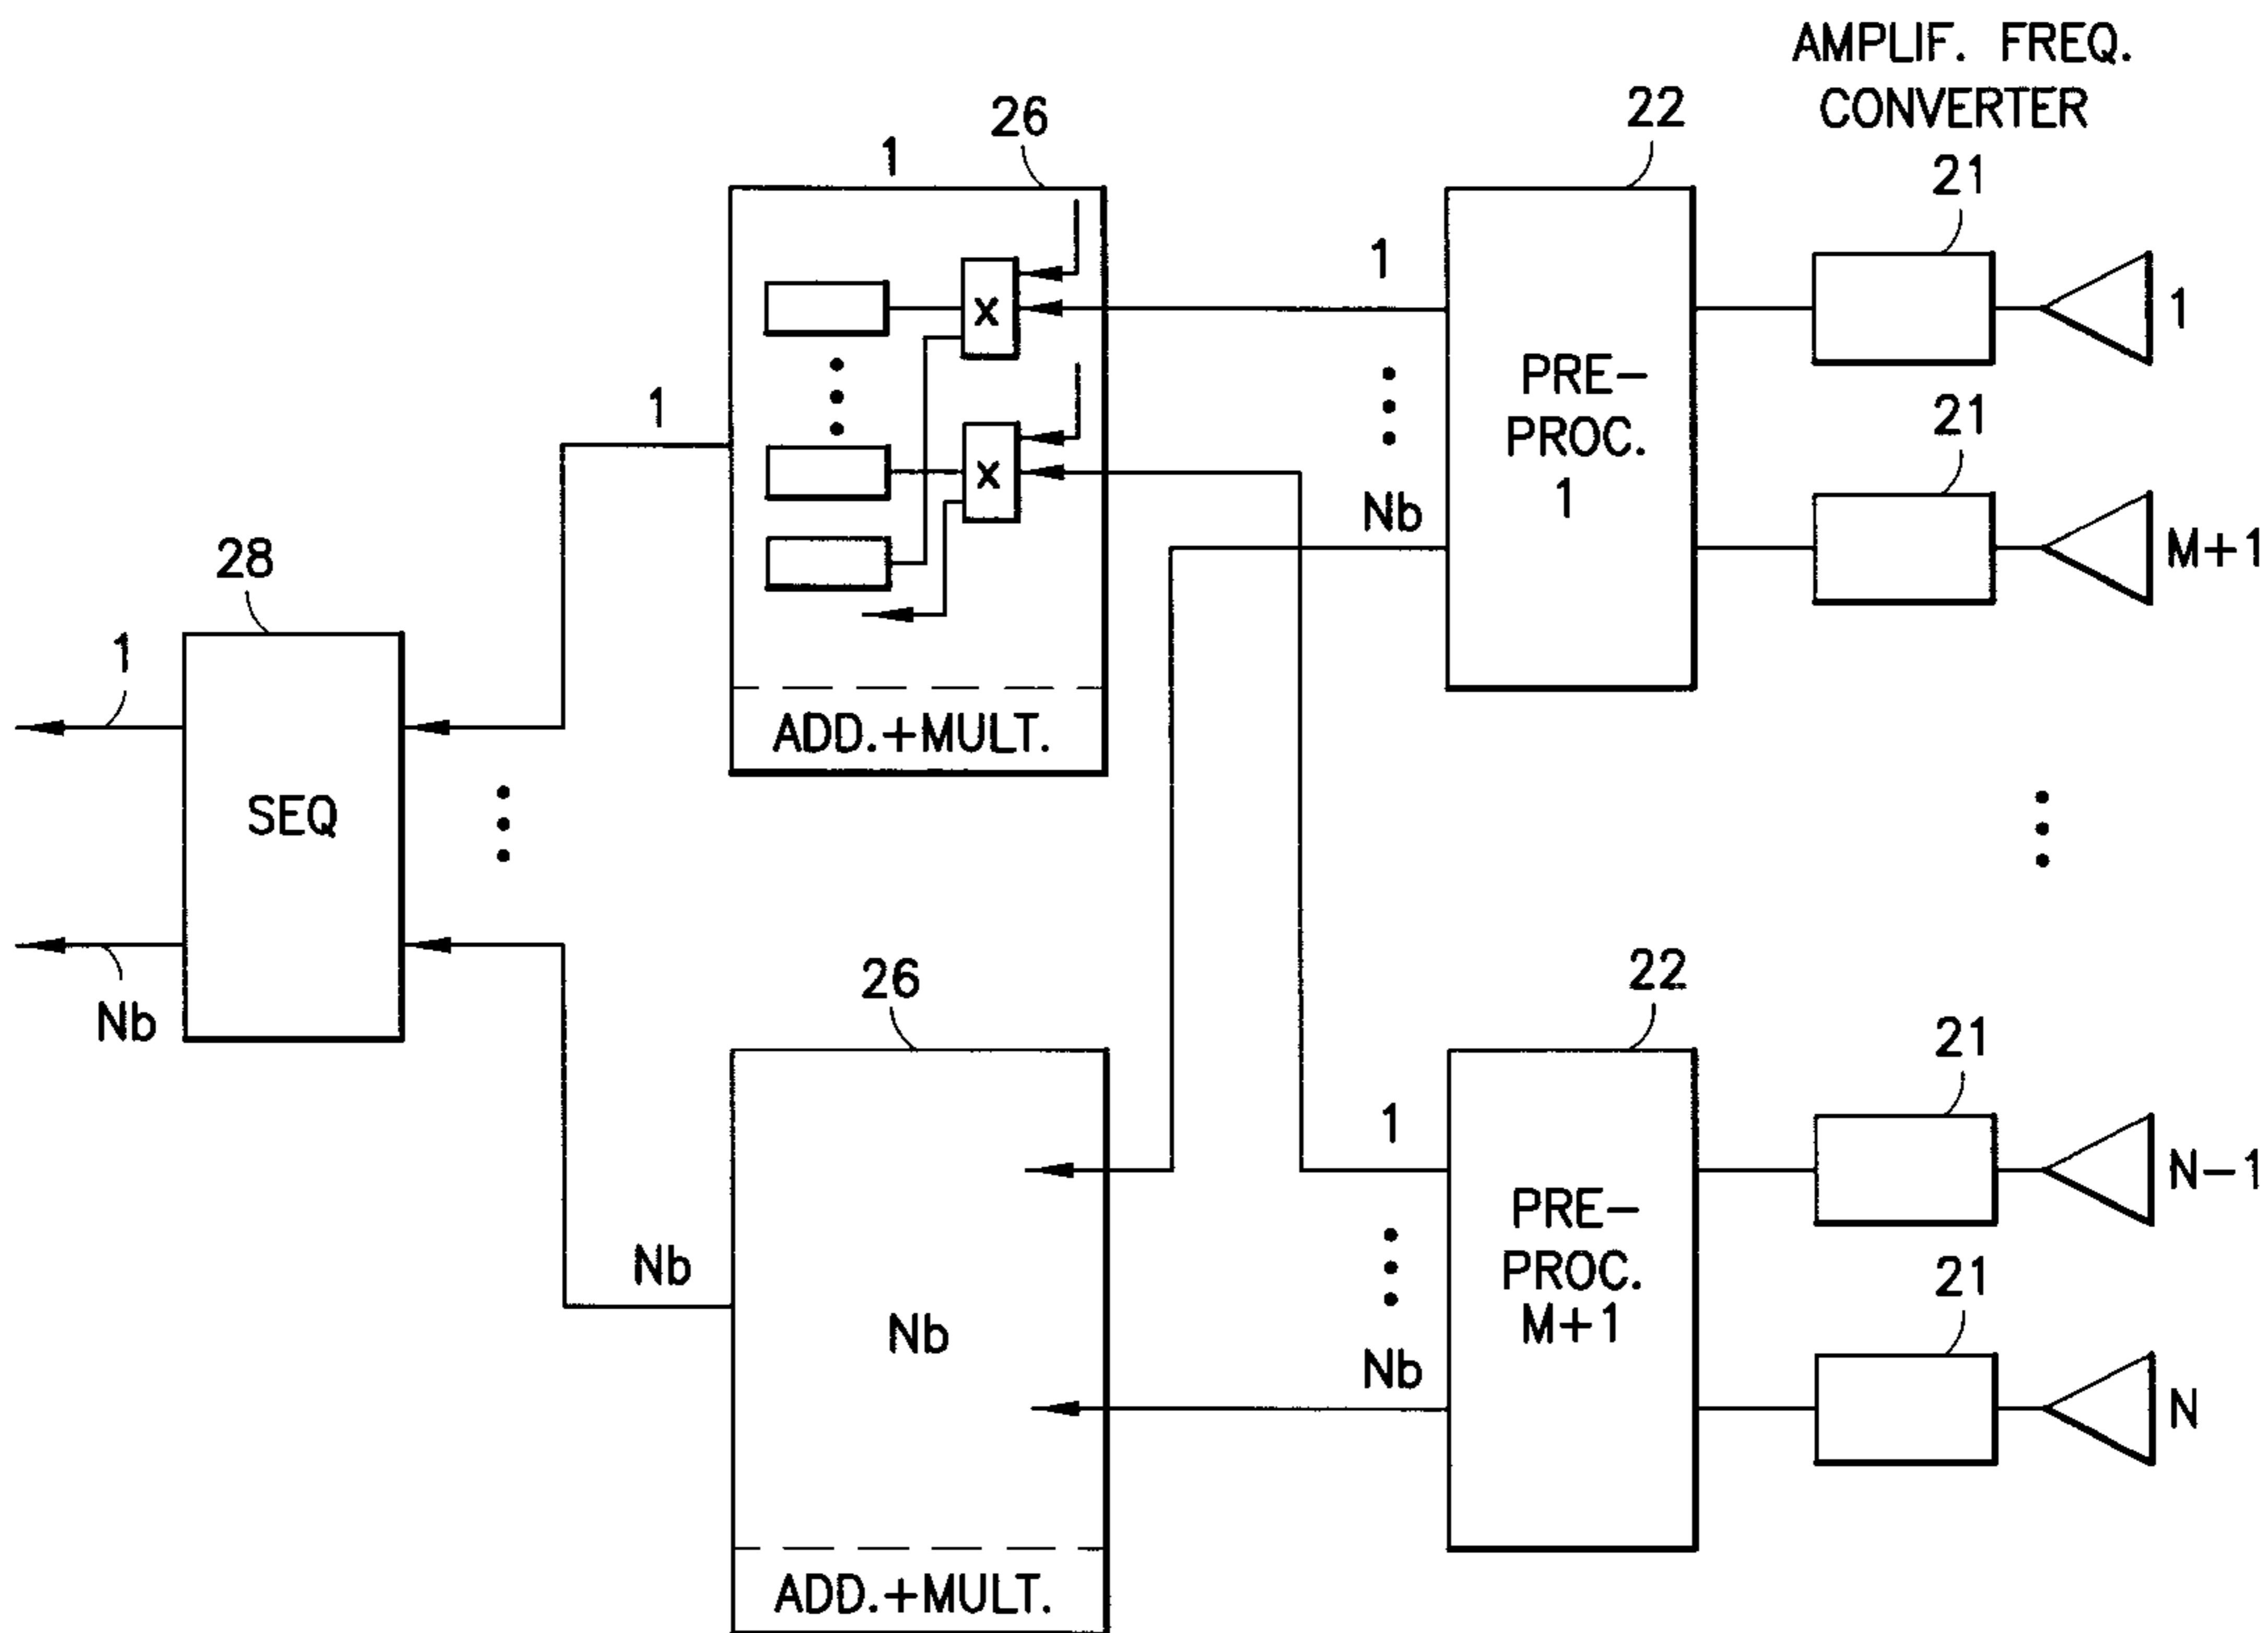 AMPLIF. FREQ.
CONVERTER
26
22
21
1
1
x
1
PRE-
PROC.
1
21
1
x
Nb
M+1
28
1
ADD.+MULT.
SEQ
Nb
26
22
21
1
N-1
PRE-
PROC.
M+1
21
Nb
Nb
Nb
N
ADD.+MULT.